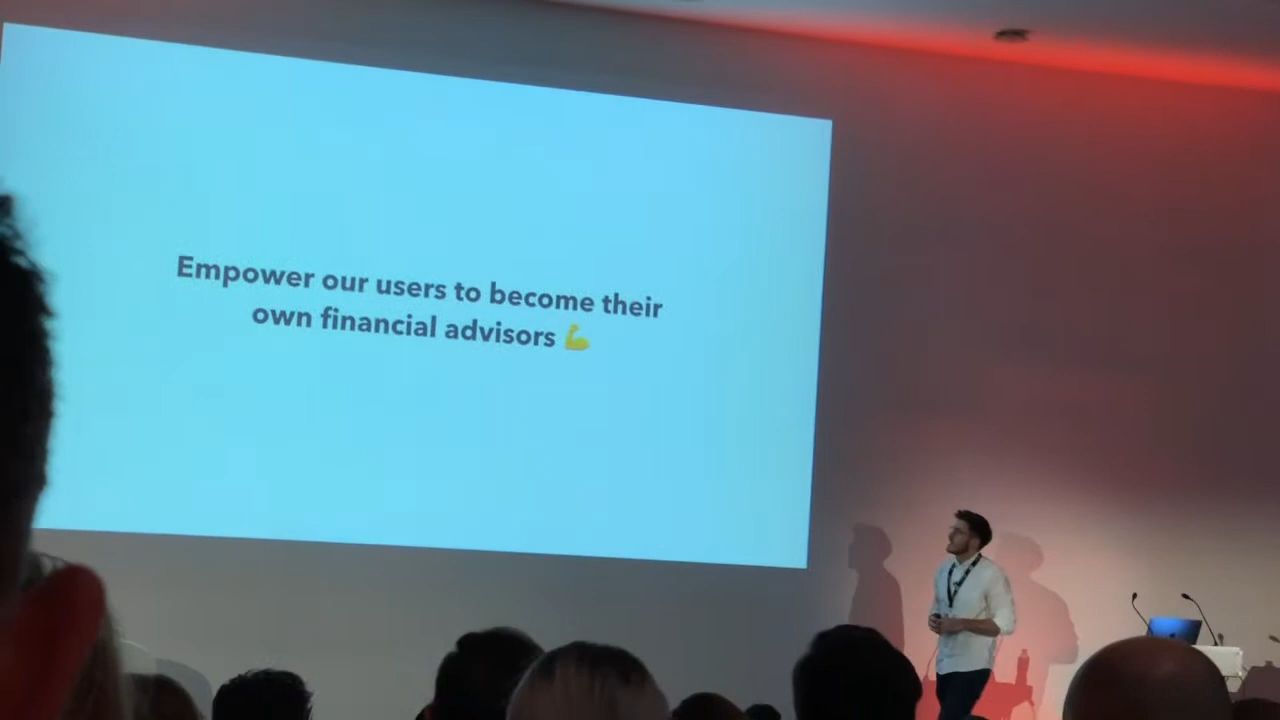 Empower our users to become their
own financial advisors 💪